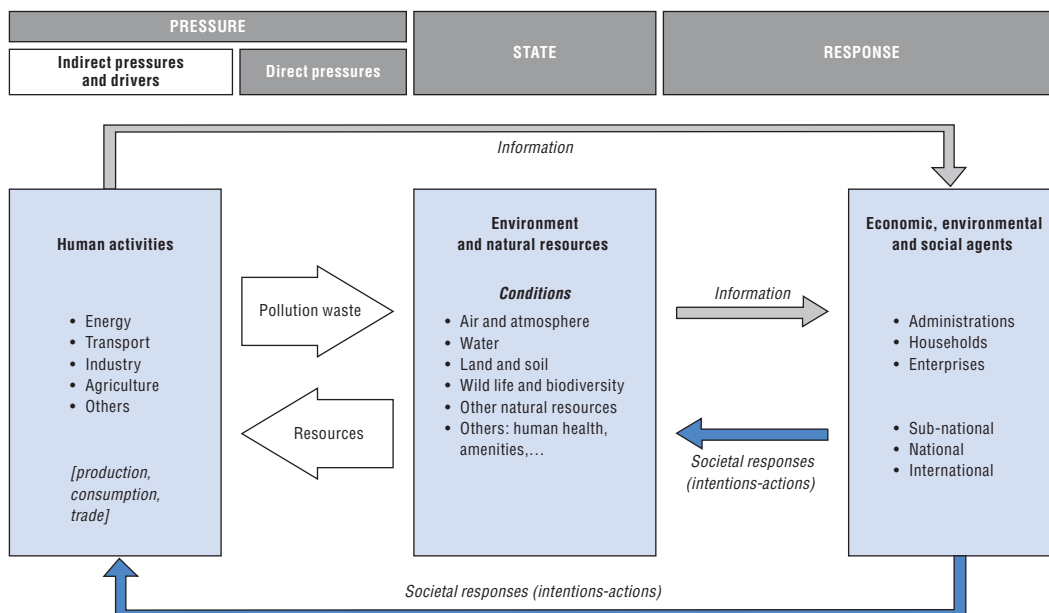 PRESSURE
Indirect pressures
and drivers
Direct pressures
STATE
RESPONSE
Information
Human activities
• Energy
• Transport
• Industry
• Agriculture
• Others
[production,
consumption,
trade]
Pollution waste
Resources
Environment
and natural resources
Conditions
• Air and atmosphere
• Water
• Land and soil
• Wild life and biodiversity
• Other natural resources
• Others: human health,
amenities,...
Information
Societal responses
(intentions-actions)
Economic, environmental
and social agents
• Administrations
• Households
• Enterprises
• Sub-national
• National
• International
Societal responses (intentions-actions)